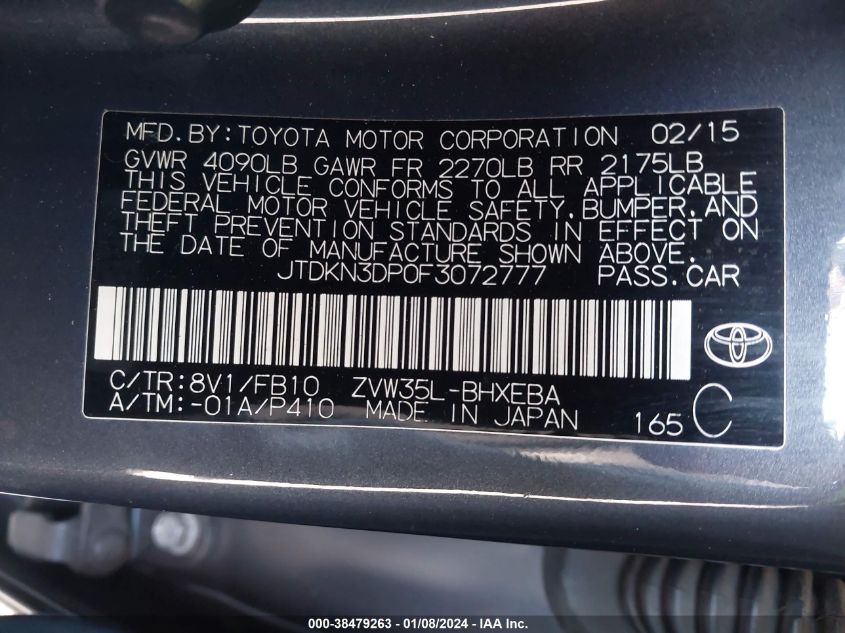 MFD.BY:TOYOTA MOTOR CORPORATION 02/15
GVWR 4090LB GAWR FR 2270LB RR 2175LB
THIS VEHICLE CONFORMS TO ALL APPLICABLE
FEDERAL MOTOR VEHICLE SAFETY,BUMPER,AND
THEFT PREVENTION STANDARDS IN EFFECT ON
THE DATE OF MANUFACTURE SHOWN ABOVE.
JTDKN3DP0F3072777 PASS.CAR
C/TR:8V1/FB10 ZVW35L-BHXEBA
A/TM:-01A/P410 MADE IN JAPAN 165 C
000-38479263 - 01/08/2024 - IAA Inc.